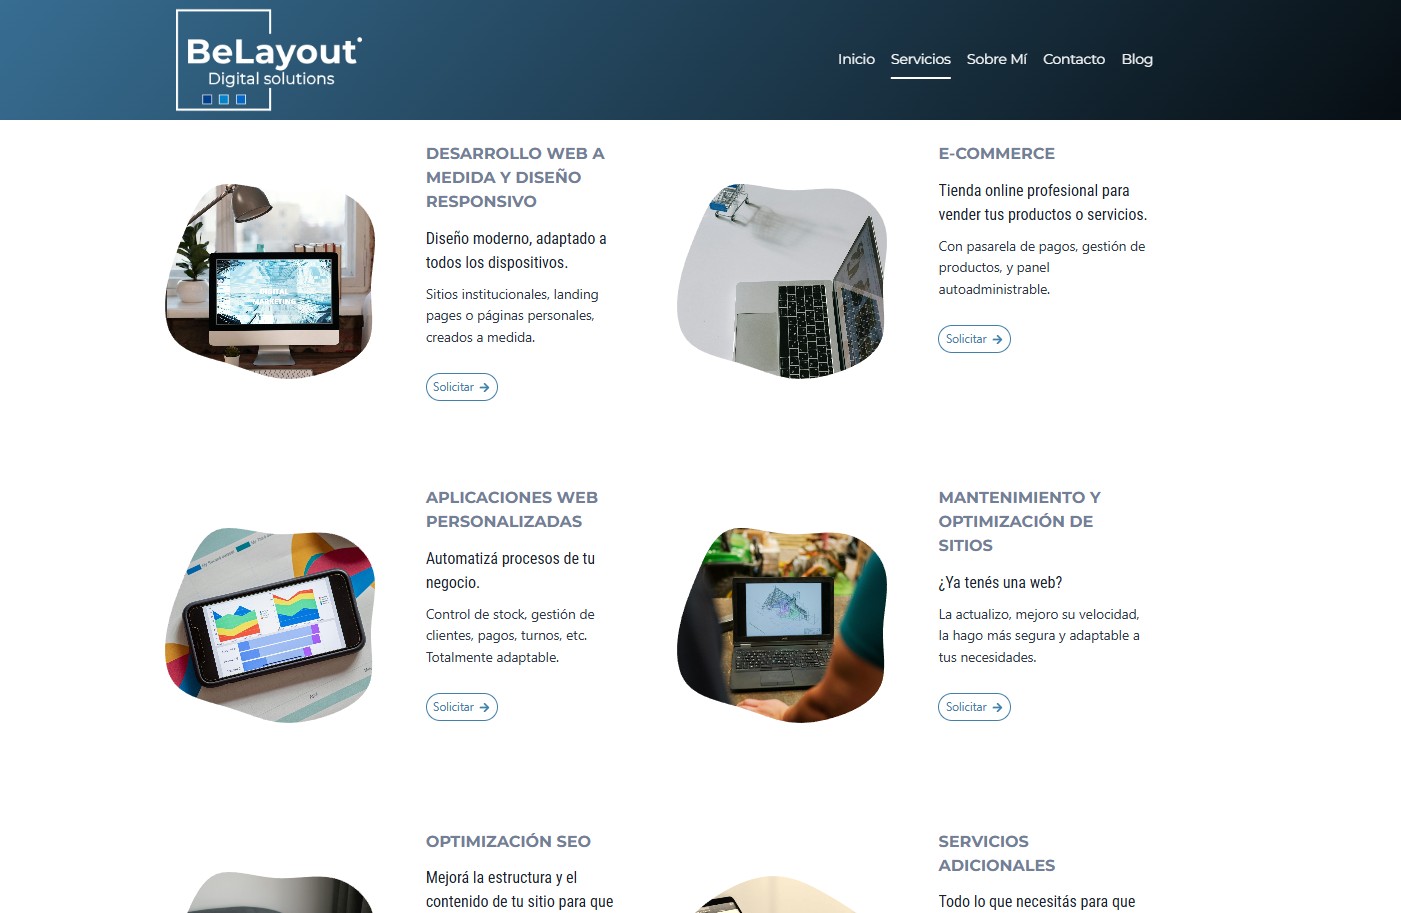 BeLayout
Digital solutions
Inicio Servicios Sobre Mí Contacto Blog
DESARROLLO WEB A
MEDIDA Y DISEÑO
RESPONSIVO
Diseño moderno, adaptado a
todos los dispositivos.
Sitios institucionales, landing
pages o páginas personales,
creados a medida.
Solicitar →
E-COMMERCE
Tienda online profesional para
vender tus productos o servicios.
Con pasarela de pagos, gestión de
productos, y panel
autoadministrable.
Solicitar →
DIGITAL
MARKETING
APLICACIONES WEB
PERSONALIZADAS
Automatizá procesos de tu
negocio.
Control de stock, gestión de
clientes, pagos, turnos, etc.
Totalmente adaptable.
Solicitar →
MANTENIMIENTO Y
OPTIMIZACIÓN DE
SITIOS
¿Ya tenés una web?
La actualizo, mejoro su velocidad,
la hago más segura y adaptable a
tus necesidades.
Solicitar →
OPTIMIZACIÓN SEO
Mejorá la estructura y el
contenido de tu sitio para que
SERVICIOS
ADICIONALES
Todo lo que necesitás para que